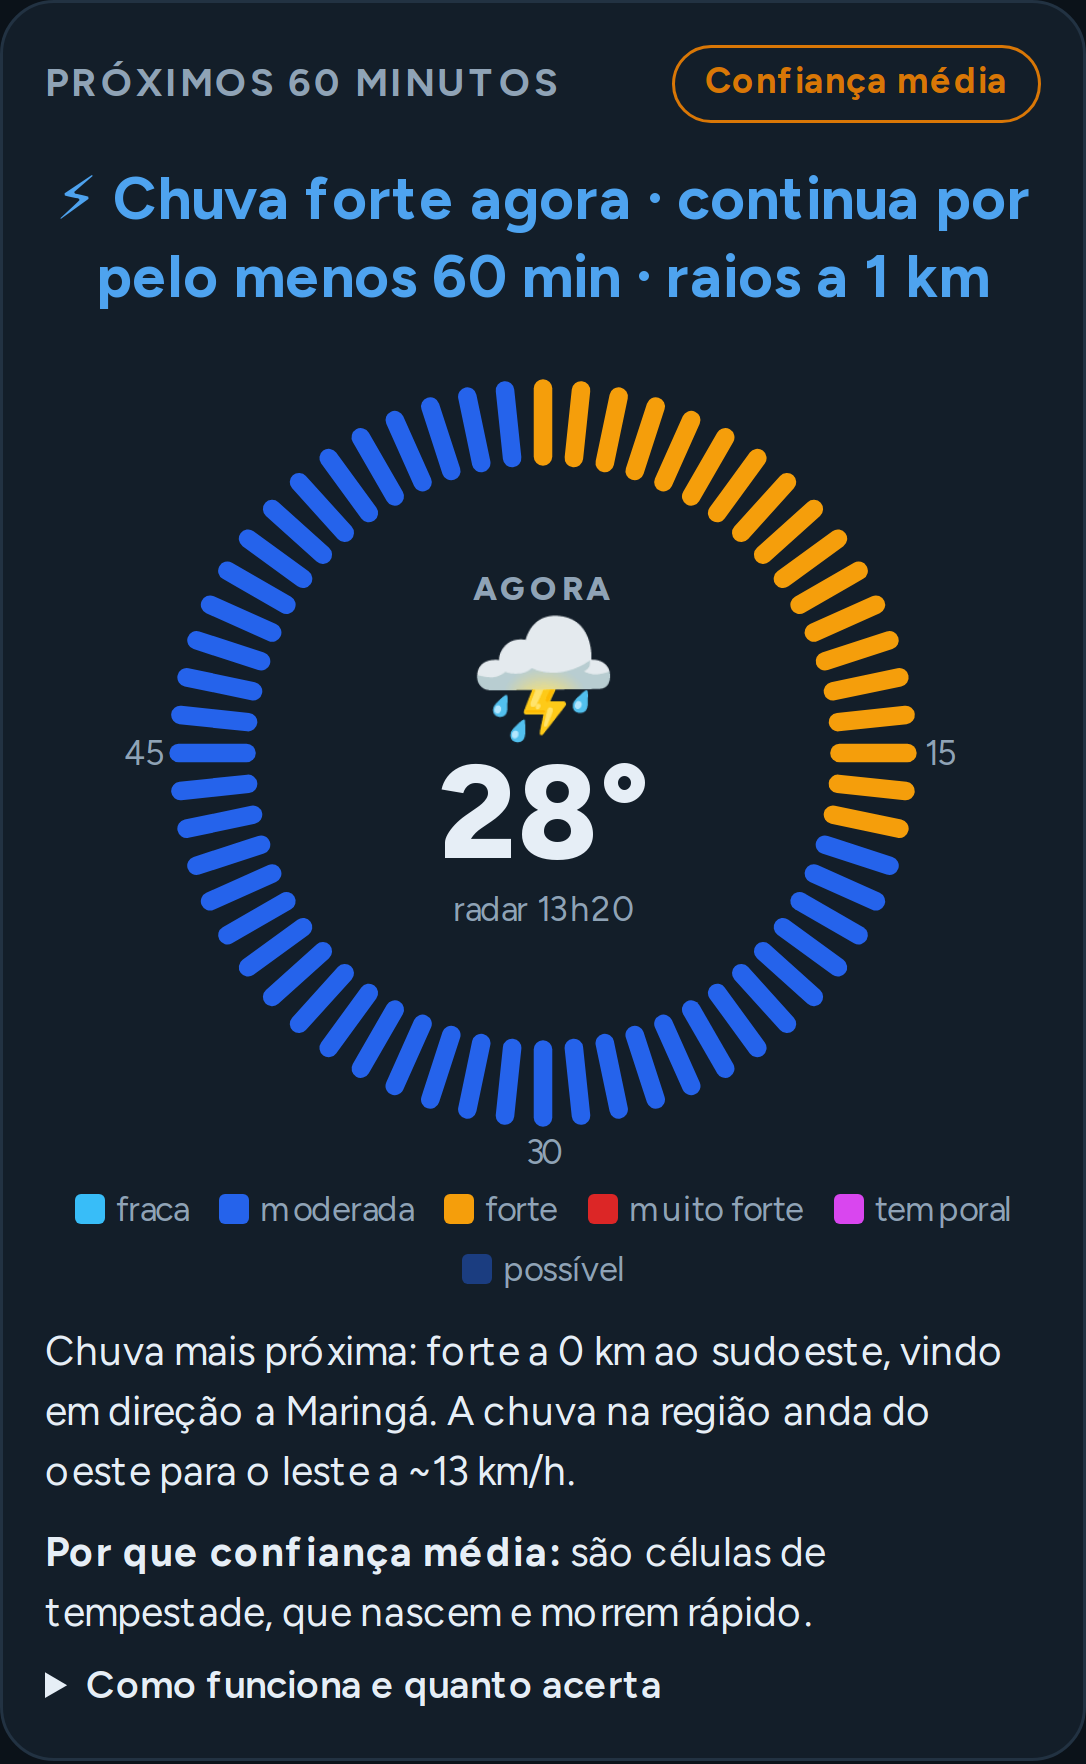 PRÓXIMOS 60 MINUTOS
Confiança média
⚡ Chuva forte agora · continua por
pelo menos 60 min · raios a 1 km
AGORA
28°
radar 13h20
45
15
30
fraca moderada forte muito forte temporal
possível
Chuva mais próxima: forte a 0 km ao sudoeste, vindo
em direção a Maringá. A chuva na região anda do
oeste para o leste a ~13 km/h.
Por que confiança média: são células de
tempestade, que nascem e morrem rápido.
▶ Como funciona e quanto acerta